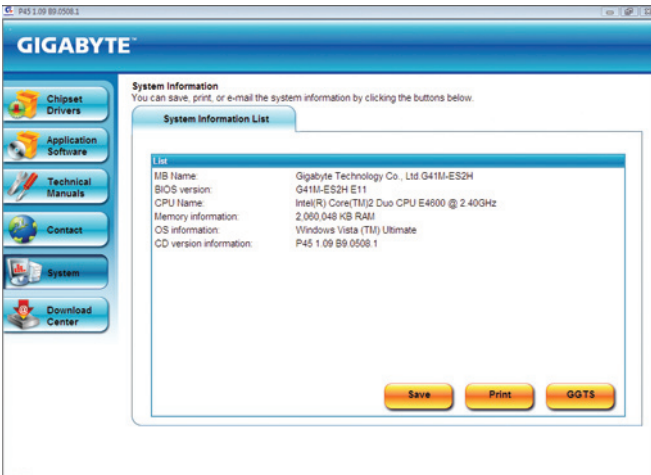 P45 1.09 B9.0508.1
GIGABYTE™
Chipset
Drivers
Application
Software
Technical
Manuals
Contact
System
Download
Center
System Information
You can save, print, or e-mail the system information by clicking the buttons below.
System Information List
List
MB Name: Gigabyte Technology Co., Ltd.G41M-ES2H
BIOS version: G41M-ES2H E11
CPU Name: Intel(R) Core(TM)2 Duo CPU E4600 @ 2.40GHz
Memory information: 2,060,048 KB RAM
OS information: Windows Vista (TM) Ultimate
CD version information: P45 1.09 B9.0508.1
Save Print GGTS